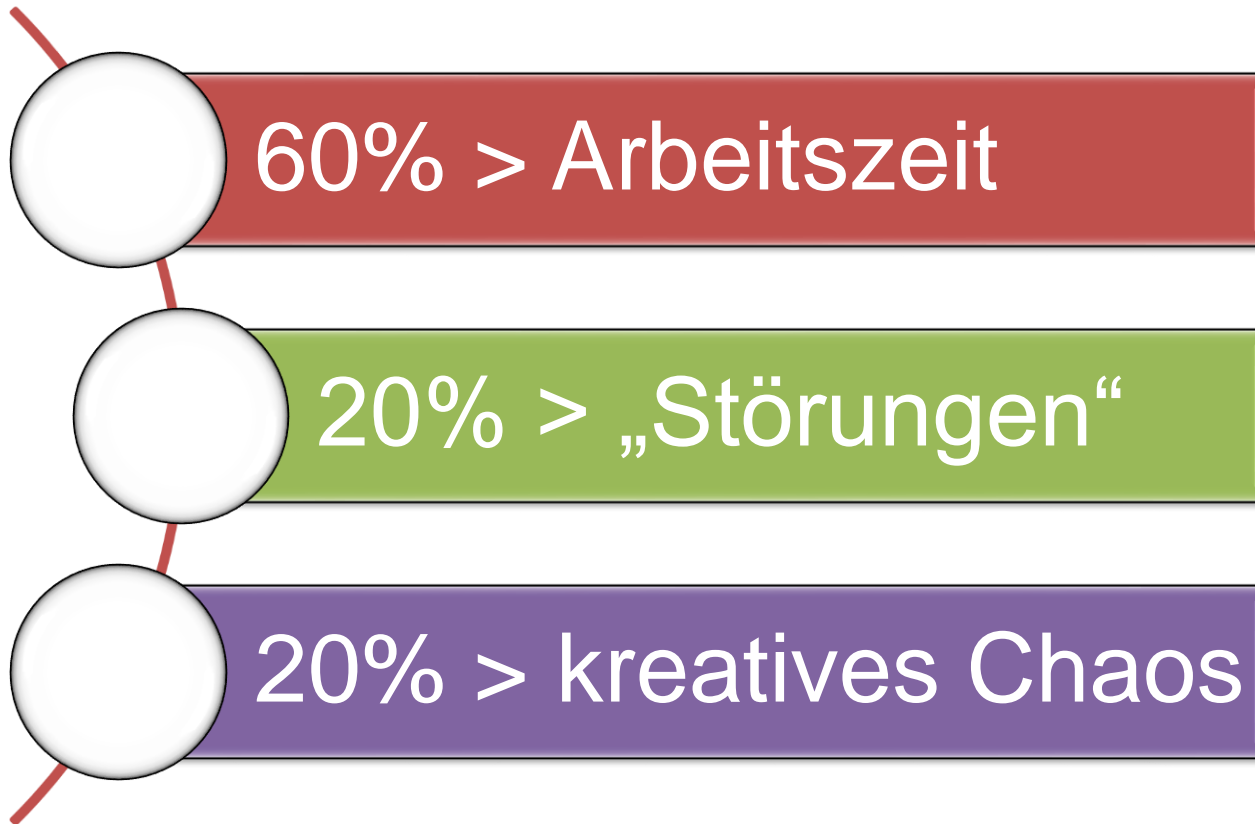 60% > Arbeitszeit
20% > „Störungen“
20% > kreatives Chaos